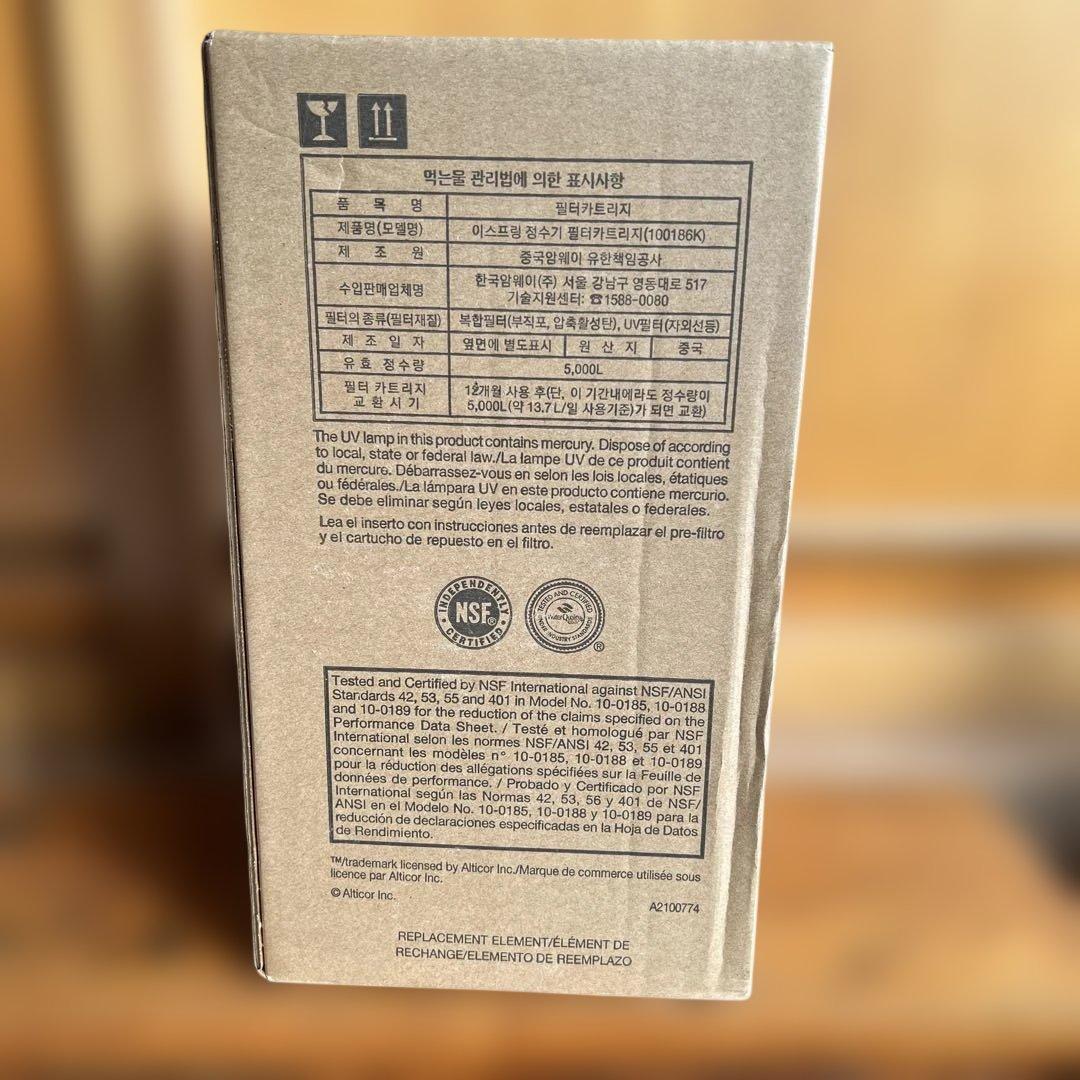 먹는물 관리법에 의한 표시사항
품 목 명 필터카트리지
제품명(모델명) 이스프링 정수기 필터카트리지(100186K)
제 조 원 중국암웨이 유한책임공사
수입판매업체명 한국암웨이(주) 서울 강남구 영동대로 517
기술지원센터: ☎1588-0080
필터의 종류(필터재질) 복합필터(부직포, 압축활성탄), UV필터(자외선등)
제 조 일 자 옆면에 별도표시 원 산 지 중국
유 효 정수량 5,000L
필터 카트리지 12개월 사용 후(단, 이 기간내에라도 정수량이
교 환 시 기 5,000L(약 13.7L/일 사용기준)가 되면 교환)
The UV lamp in this product contains mercury. Dispose of according
to local, state or federal law./La lampe UV de ce produit contient
du mercure. Débarrassez-vous en selon les lois locales, étatiques
ou fédérales./La lámpara UV en este producto contiene mercurio.
Se debe eliminar según leyes locales, estatales o federales.
Lea el inserto con instrucciones antes de reemplazar el pre-filtro
y el cartucho de repuesto en el filtro.
INDEPENDENTLY
NSF®
CERTIFIED
TESTED AND CERTIFIED
Water Quality
UNDER INDUSTRY STANDARDS
®
Tested and Certified by NSF International against NSF/ANSI
Standards 42, 53, 55 and 401 in Model No. 10-0185, 10-0188
and 10-0189 for the reduction of the claims specified on the
Performance Data Sheet. / Testé et homologué par NSF
International selon les normes NSF/ANSI 42, 53, 55 et 401
concernant les modèles n° 10-0185, 10-0188 et 10-0189
pour la réduction des allégations spécifiées sur la Feuille de
données de performance. / Probado y Certificado por NSF
International según las Normas 42, 53, 56 y 401 de NSF/
ANSI en el Modelo No. 10-0185, 10-0188 y 10-0189 para la
reducción de declaraciones especificadas en la Hoja de Datos
de Rendimiento.
™/trademark licensed by Alticor Inc./Marque de commerce utilisée sous
licence par Alticor Inc.
© Alticor Inc.
A2100774
REPLACEMENT ELEMENT/ÉLÉMENT DE
RECHANGE/ELEMENTO DE REEMPLAZO